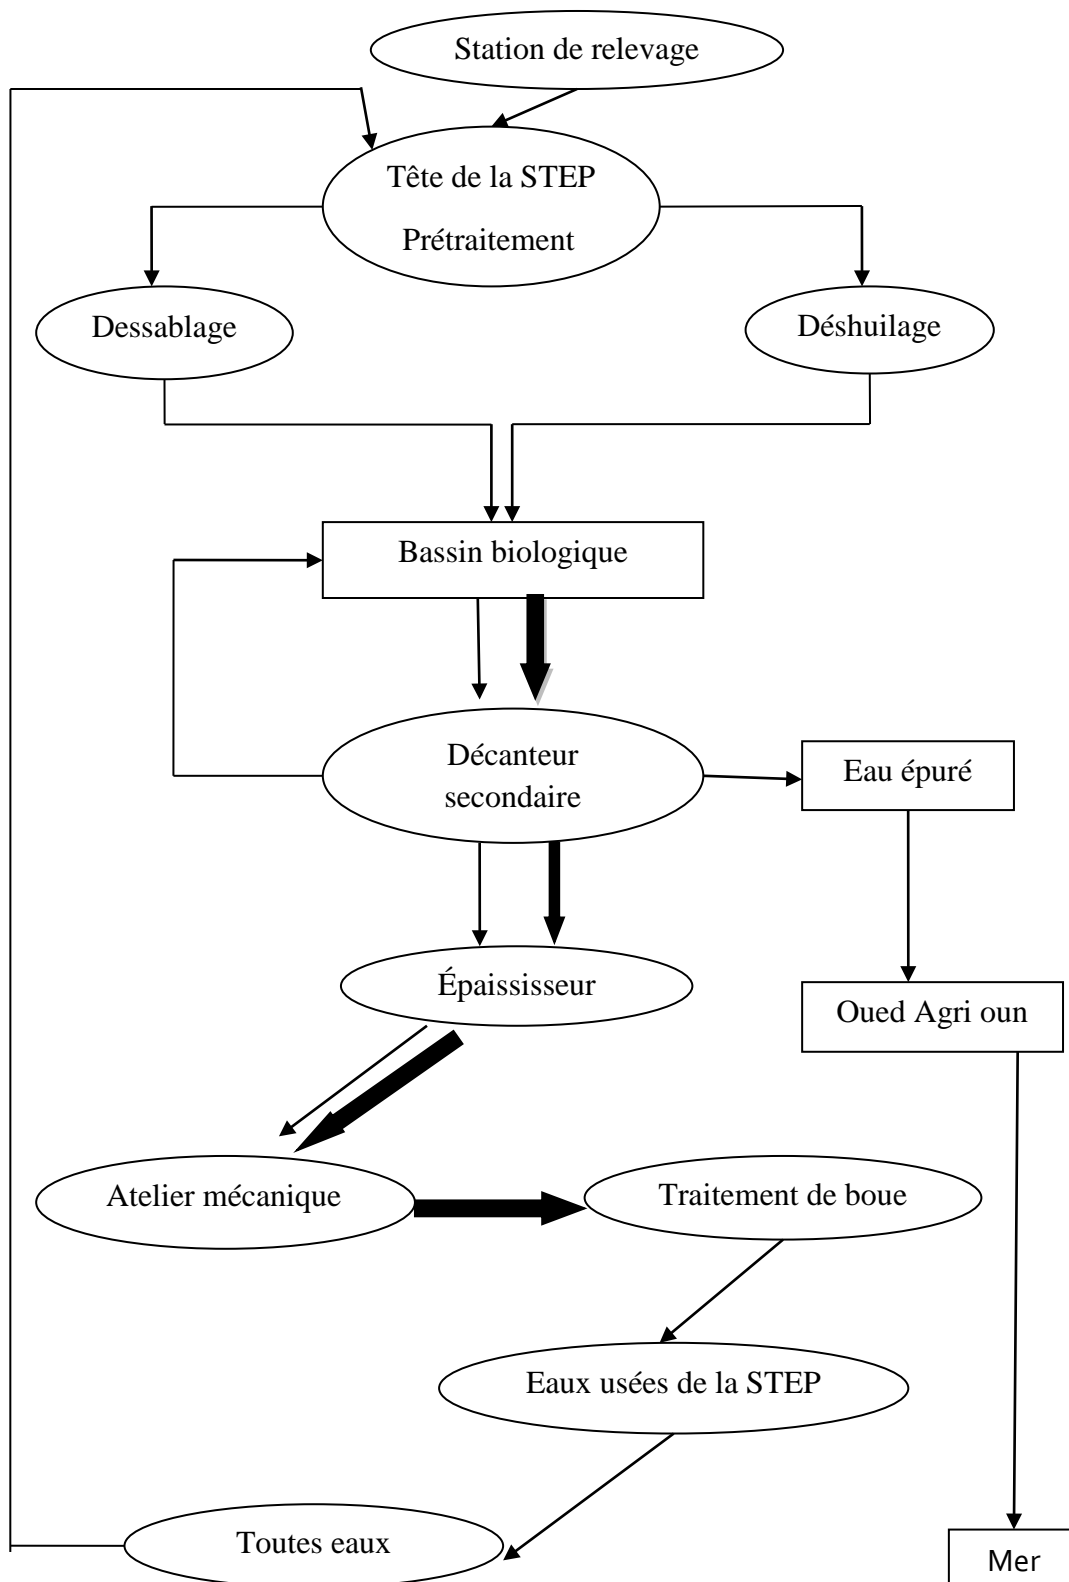 Station de relevage
Tête de la STEP
Prétraitement
Dessablage
Déshuilage
Bassin biologique
Décanteur
secondaire
Eau épuré
Épaississeur
Oued Agri oun
Atelier mécanique
Traitement de boue
Eaux usées de la STEP
Toutes eaux
Mer